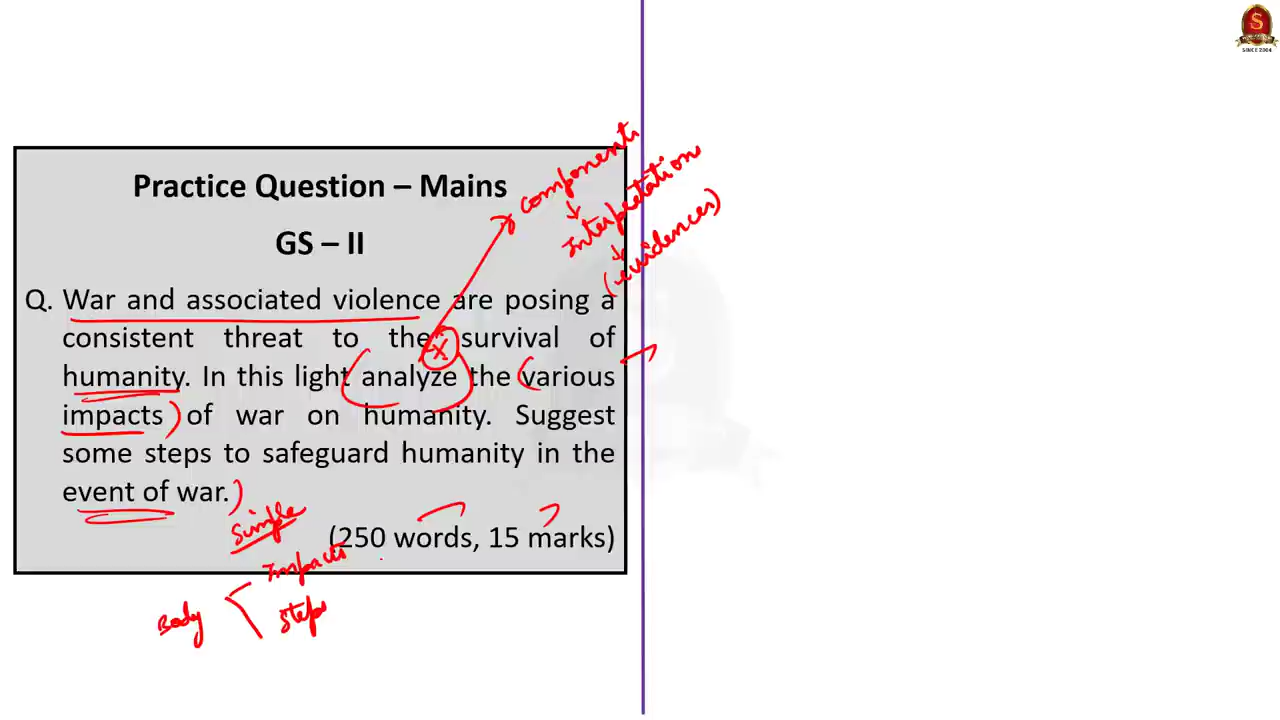 SINCE 2004
Practice Question – Mains
GS – II
components
Interpretation
(evidences)
Q. War and associated violence are posing a
consistent threat to the survival of
humanity. In this light analyze the various
impacts of war on humanity. Suggest
some steps to safeguard humanity in the
event of war.)
Simple
(250 words, 15 marks)
Impacts
Body
Steps